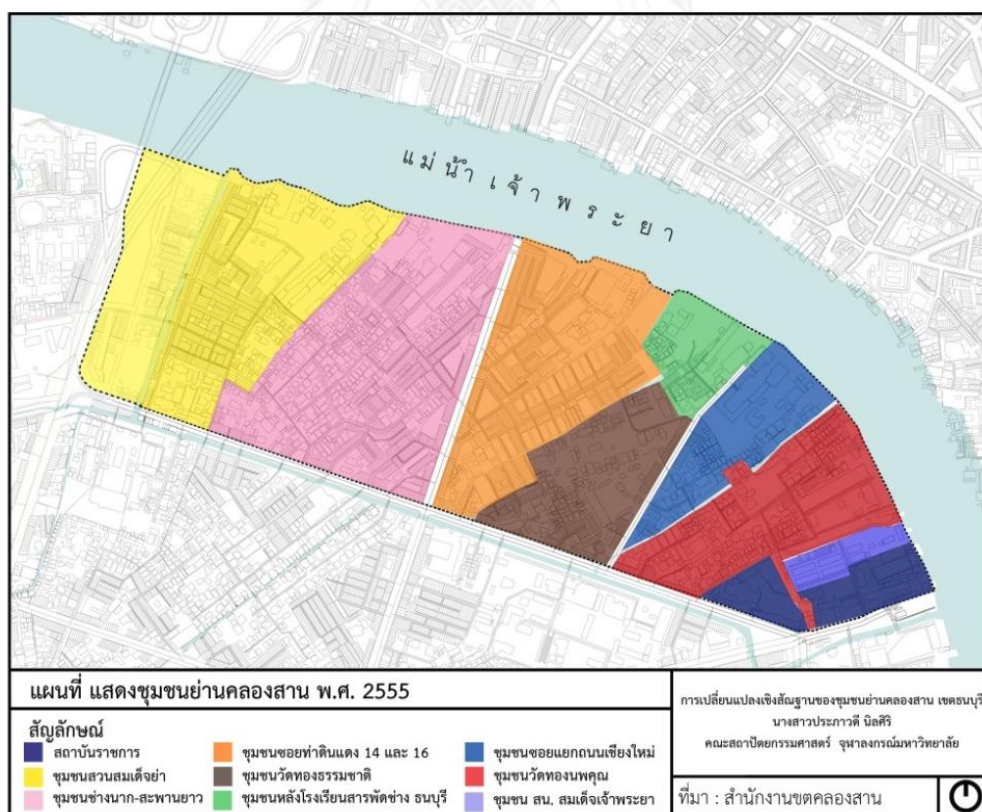 แม่น้ำเจ้าพระยา
แผนที่ แสดงชุมชนย่านคลองสาน พ.ศ. 2555
สัญลักษณ์
สถาบันราชการ
ชุมชนสวนสมเด็จย่า
ชุมชนช่างนาก-สะพานยาว
ชุมชนซอยท่าดินแดง 14 และ 16
ชุมชนวัดทองธรรมชาติ
ชุมชนหลังโรงเรียนสารพัดช่าง ธนบุรี
ชุมชนซอยแยกถนนเชียงใหม่
ชุมชนวัดทองนพคุณ
ชุมชน สน. สมเด็จเจ้าพระยา
การเปลี่ยนแปลงเชิงสัณฐานของชุมชนย่านคลองสาน เขตธนบุรี
นางสาวประภาวดี นิลศิริ
คณะสถาปัตยกรรมศาสตร์ จุฬาลงกรณ์มหาวิทยาลัย
ที่มา : สำนักงานขตคลองสาน